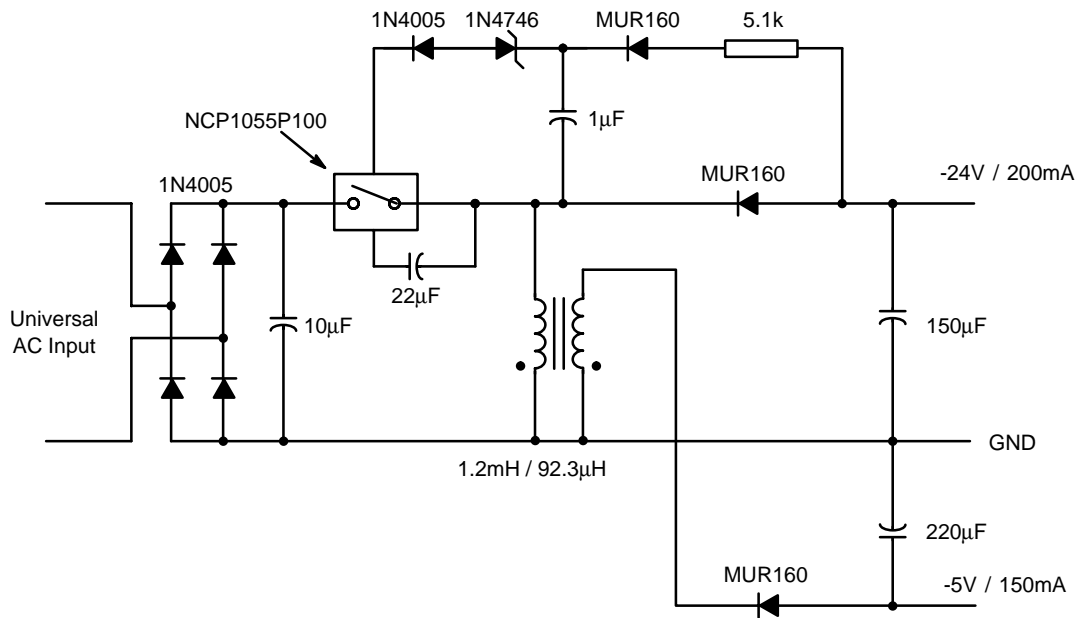 1N4005
1N4746
MUR160
5.1k
NCP1055P100
1μF
1N4005
MUR160
-24V / 200mA
22μF
Universal
AC Input
10μF
150μF
GND
1.2mH / 92.3μH
220μF
MUR160
-5V / 150mA